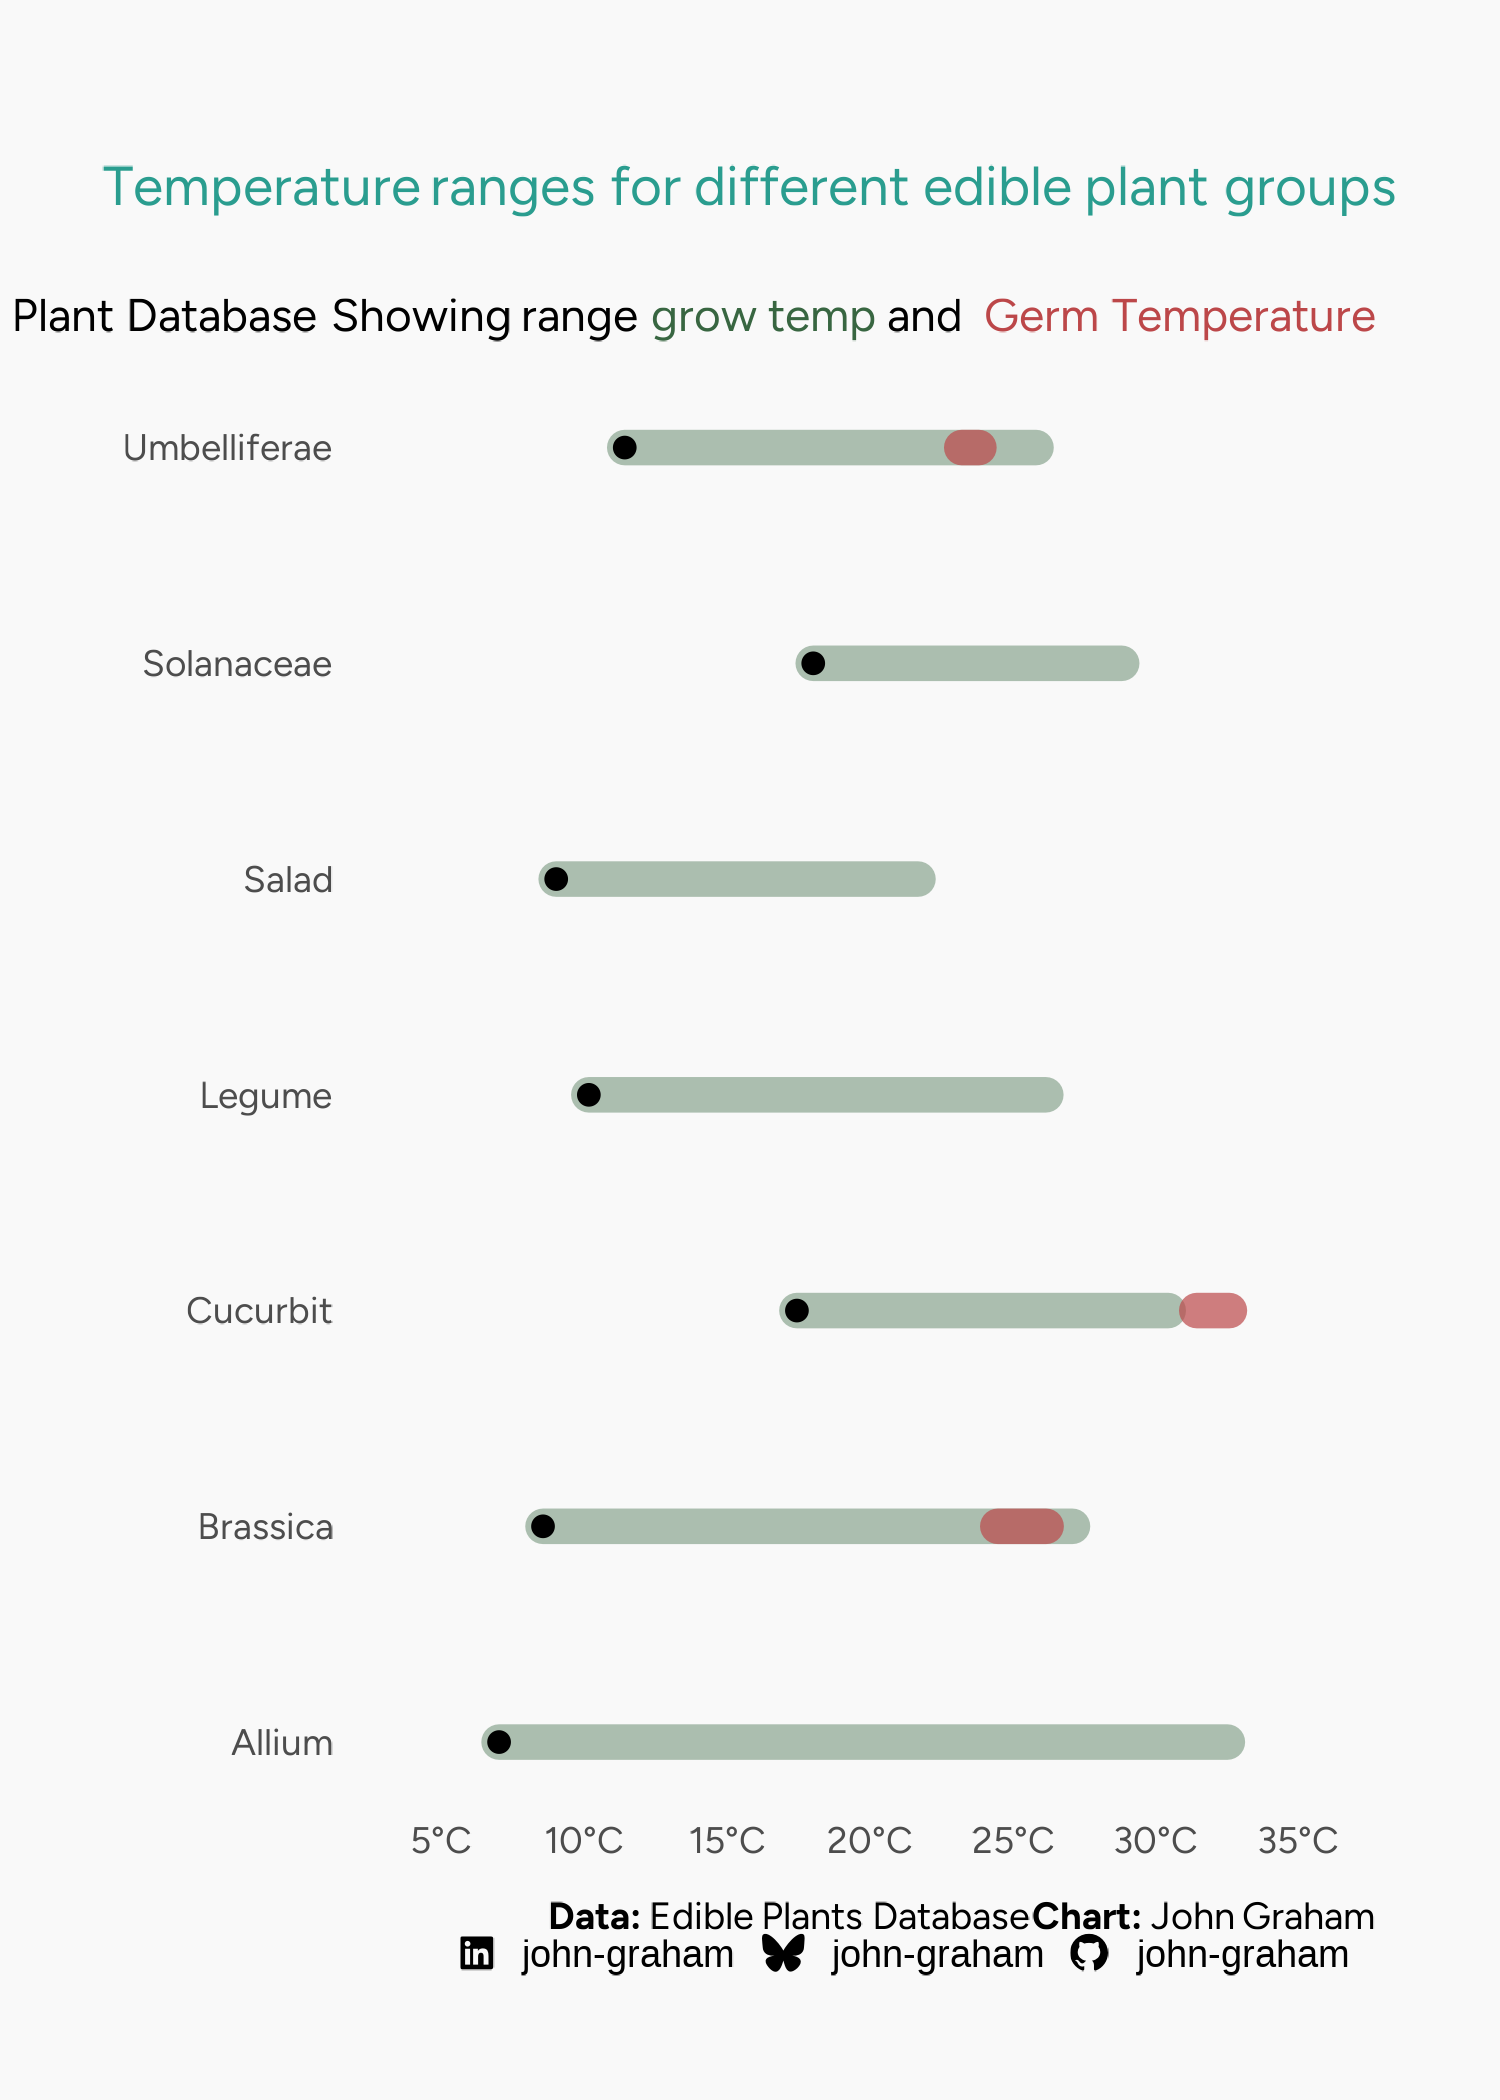 Temperature ranges for different edible plant groups
Plant Database Showing range grow temp and Germ Temperature
Umbelliferae
Solanaceae
Salad
Legume
Cucurbit
Brassica
Allium
5°C 10°C 15°C 20°C 25°C 30°C 35°C
Data: Edible Plants DatabaseChart: John Graham
in john-graham john-graham john-graham